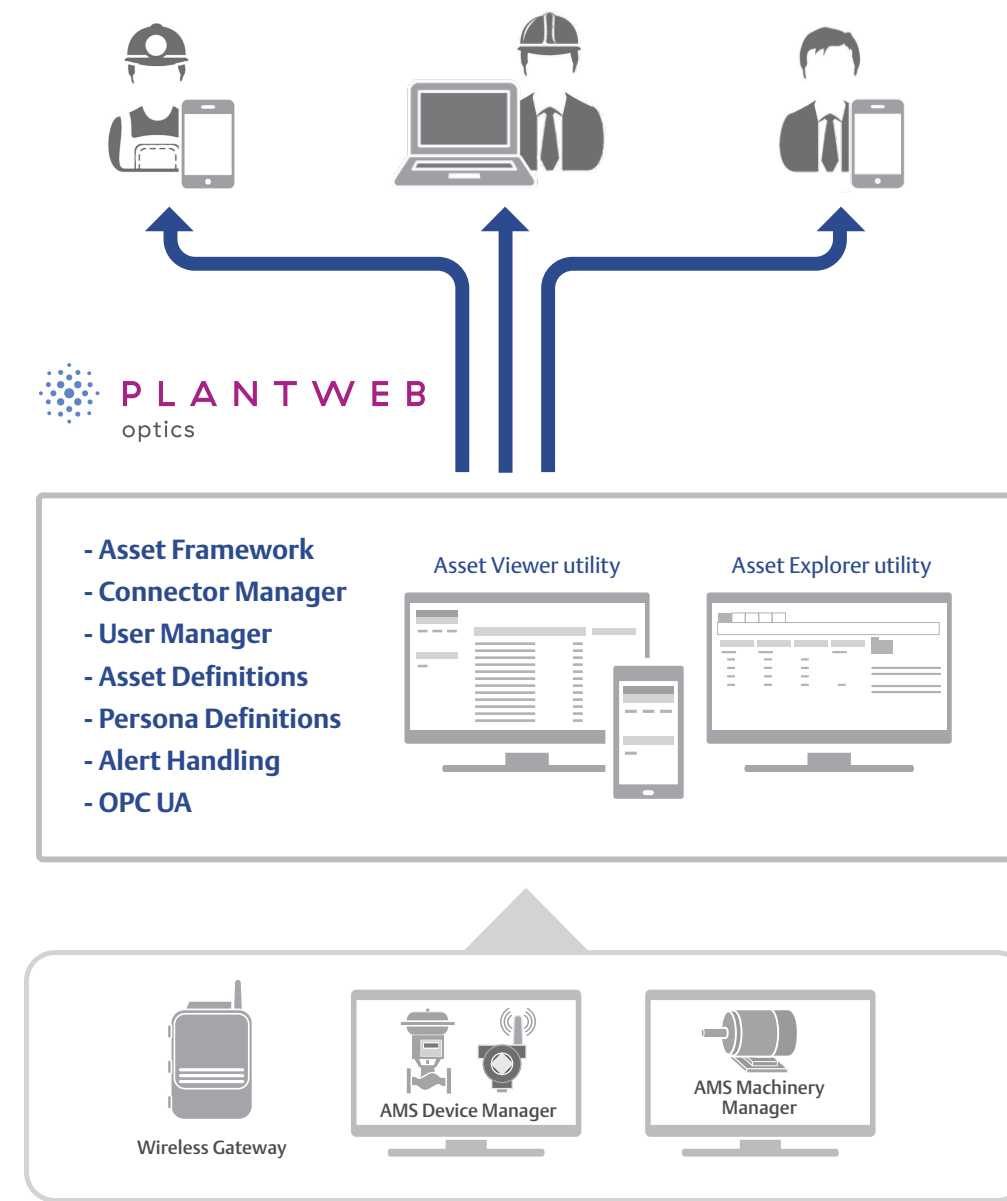 PLANTWEB
optics
- Asset Framework
- Connector Manager
- User Manager
- Asset Definitions
- Persona Definitions
- Alert Handling
- OPC UA
Asset Viewer utility
Asset Explorer utility
Wireless Gateway
AMS Device Manager
AMS Machinery
Manager